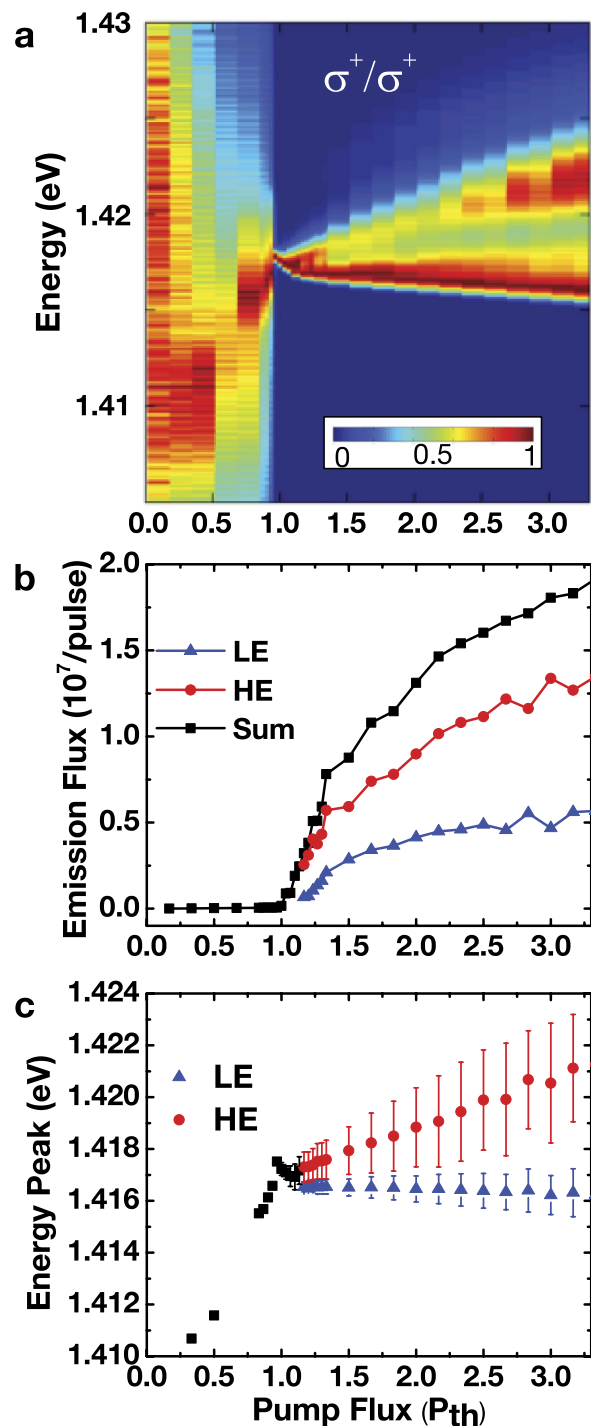 a
σ⁺/σ⁺
Energy (eV)
1.43
1.42
1.41
0 0.5 1
0.0 0.5 1.0 1.5 2.0 2.5 3.0
b
Emission Flux (10⁷/pulse)
2.0
1.5
1.0
0.5
0.0
LE
HE
Sum
0.0 0.5 1.0 1.5 2.0 2.5 3.0
c
Energy Peak (eV)
1.424
1.422
1.420
1.418
1.416
1.414
1.412
1.410
LE
HE
0.0 0.5 1.0 1.5 2.0 2.5 3.0
Pump Flux (Pth)